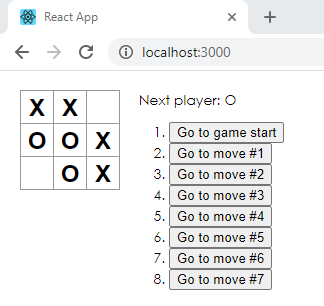 React App
localhost:3000
X X
O O X
O X
Next player: O
1. Go to game start
2. Go to move #1
3. Go to move #2
4. Go to move #3
5. Go to move #4
6. Go to move #5
7. Go to move #6
8. Go to move #7